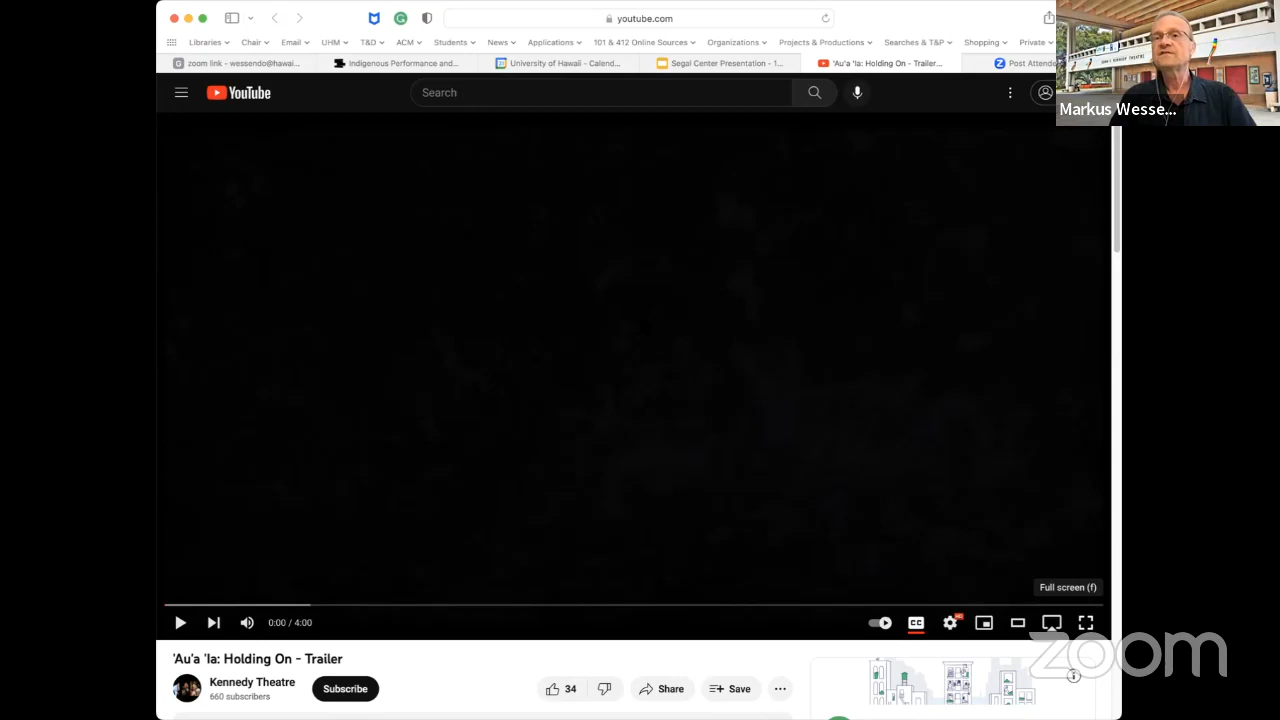 youtube.com
Libraries Chair Email UHM T&D ACM Students News Applications 101 & 412 Online Sources Organizations Projects & Productions Searches & T&P Shopping Private
zoom link - wessendo@hawai... Indigenous Performance and... University of Hawaii - Calend... Segal Center Presentation - 1... 'Au'a 'Ia: Holding On - Trailer... Post Attende
YouTube Search
Markus Wesse...
Full screen (f)
0:00 / 4:00 CC HD
'Au'a 'Ia: Holding On - Trailer
zoom
Kennedy Theatre
660 subscribers
Subscribe 34 Share Save